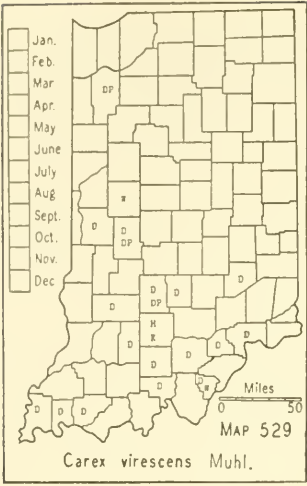 Jan.
Feb.
Mar
Apr.
May
June
July
Aug
Sept.
Oct.
Nov.
Dec
DP
W
D
D
DP
D
D
DP
D
D
H
K
D
D
D
D
D
D
D
W
D
D
D
Miles
0 50
MAP 529
Carex virescens Muhl.